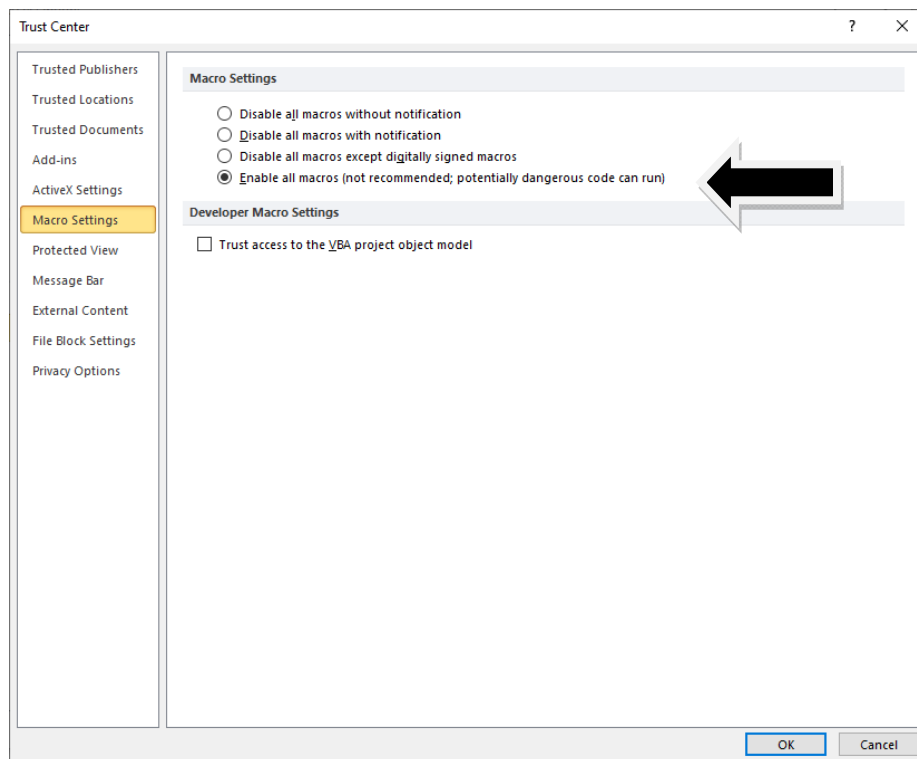 Trust Center
?
Trusted Publishers
Trusted Locations
Trusted Documents
Add-ins
ActiveX Settings
Macro Settings
Protected View
Message Bar
External Content
File Block Settings
Privacy Options
Macro Settings
Disable all macros without notification
Disable all macros with notification
Disable all macros except digitally signed macros
Enable all macros (not recommended; potentially dangerous code can run)
Developer Macro Settings
Trust access to the VBA project object model
OK
Cancel